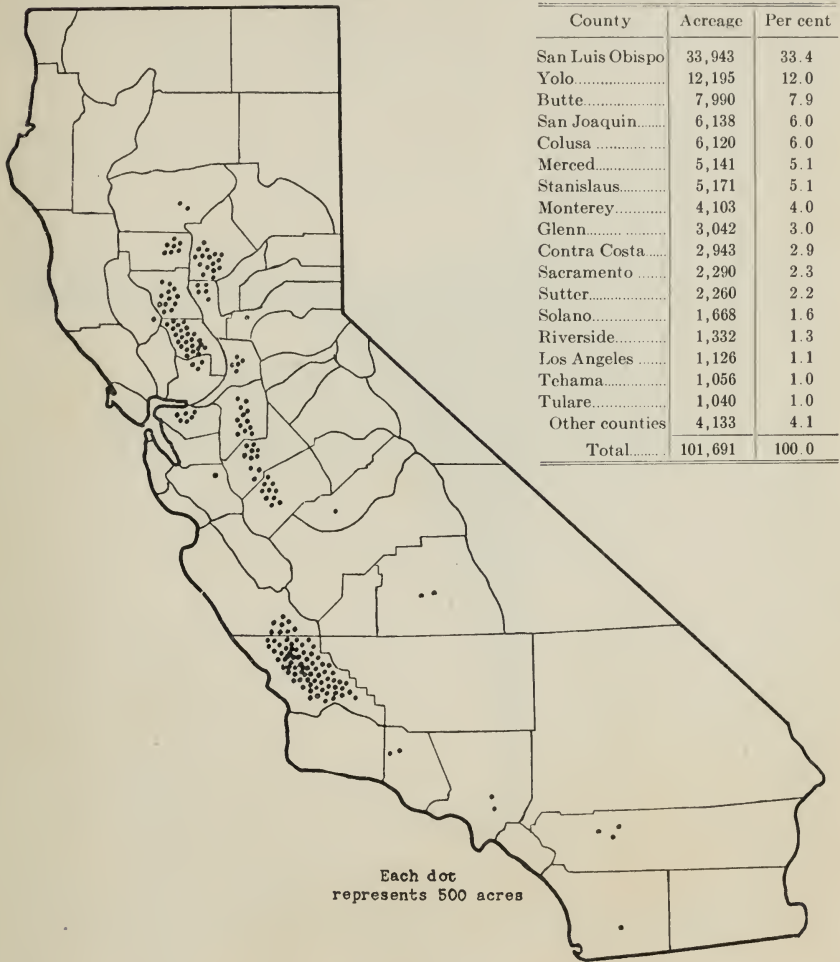 County Acreage Per cent
San Luis Obispo 33,943 33.4
Yolo 12,195 12.0
Butte 7,990 7.9
San Joaquin 6,138 6.0
Colusa 6,120 6.0
Merced 5,141 5.1
Stanislaus 5,171 5.1
Monterey 4,103 4.0
Glenn 3,042 3.0
Contra Costa 2,943 2.9
Sacramento 2,290 2.3
Sutter 2,260 2.2
Solano 1,668 1.6
Riverside 1,332 1.3
Los Angeles 1,126 1.1
Tehama 1,056 1.0
Tulare 1,040 1.0
Other counties 4,133 4.1
Total 101,691 100.0
Each dot
represents 500 acres